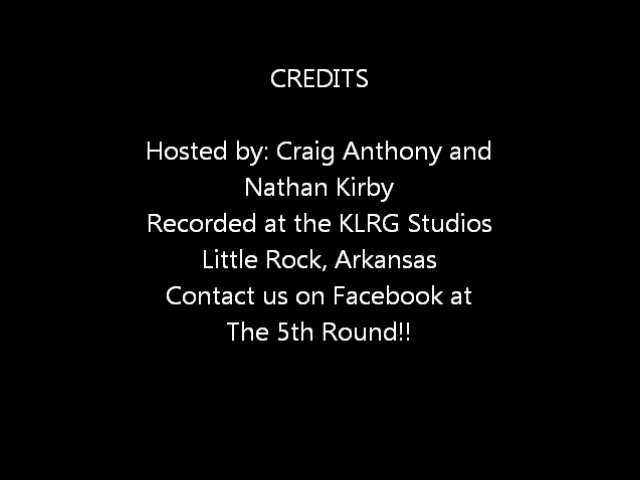 CREDITS
Hosted by: Craig Anthony and
Nathan Kirby
Recorded at the KLRG Studios
Little Rock, Arkansas
Contact us on Facebook at
The 5th Round!!